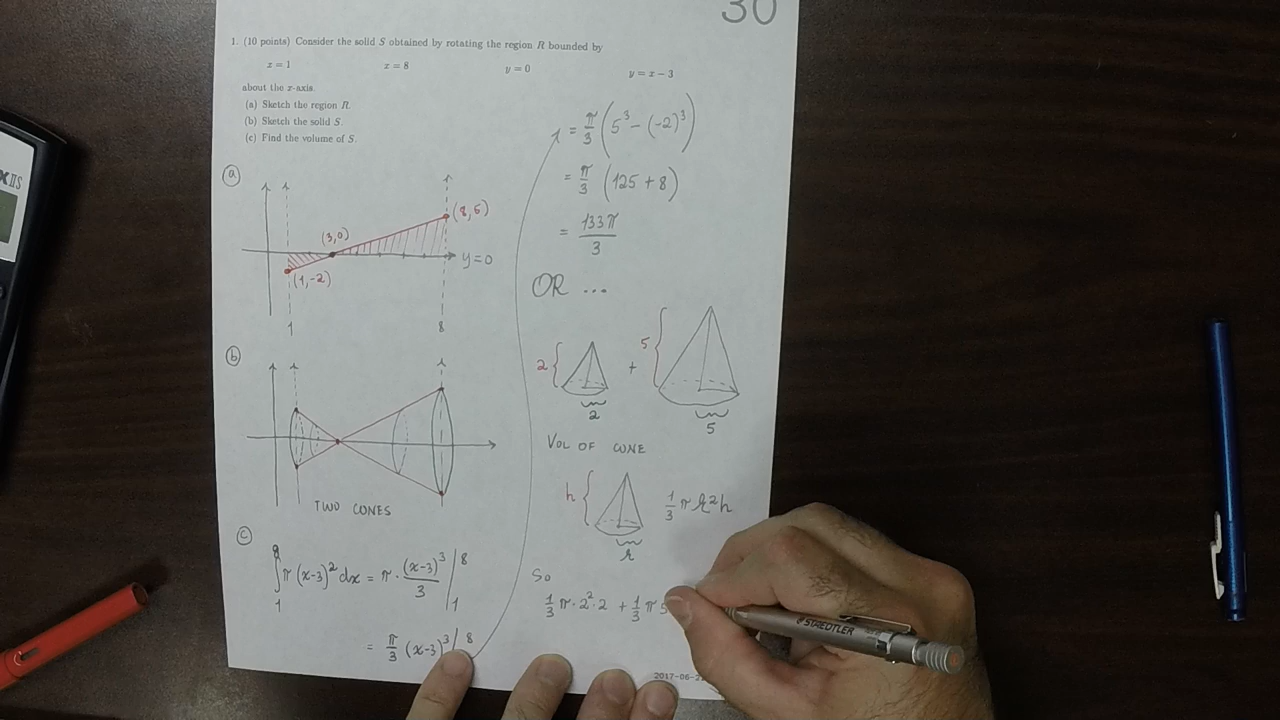 30
1. (10 points) Consider the solid S obtained by rotating the region R bounded by
x = 1 x = 8 y = 0 y = x − 3
about the x-axis.
(a) Sketch the region R.
(b) Sketch the solid S.
(c) Find the volume of S.
ⓐ
(8,5)
(3,0)
y=0
(1,-2)
1 8
ⓑ
TWO CONES
ⓒ
∫₁⁸ π (x-3)² dx = π · (x-3)³/3 |₁⁸
= π/3 (x-3)³ | 8
= π/3 (5³ - (-2)³)
= π/3 (125 + 8)
= 133π/3
OR ...
2 + 5
2 5
VOL OF CONE
h 1/3 π r² h
r
So
1/3 π · 2² · 2 + 1/3 π 5
STAEDTLER
XIIS